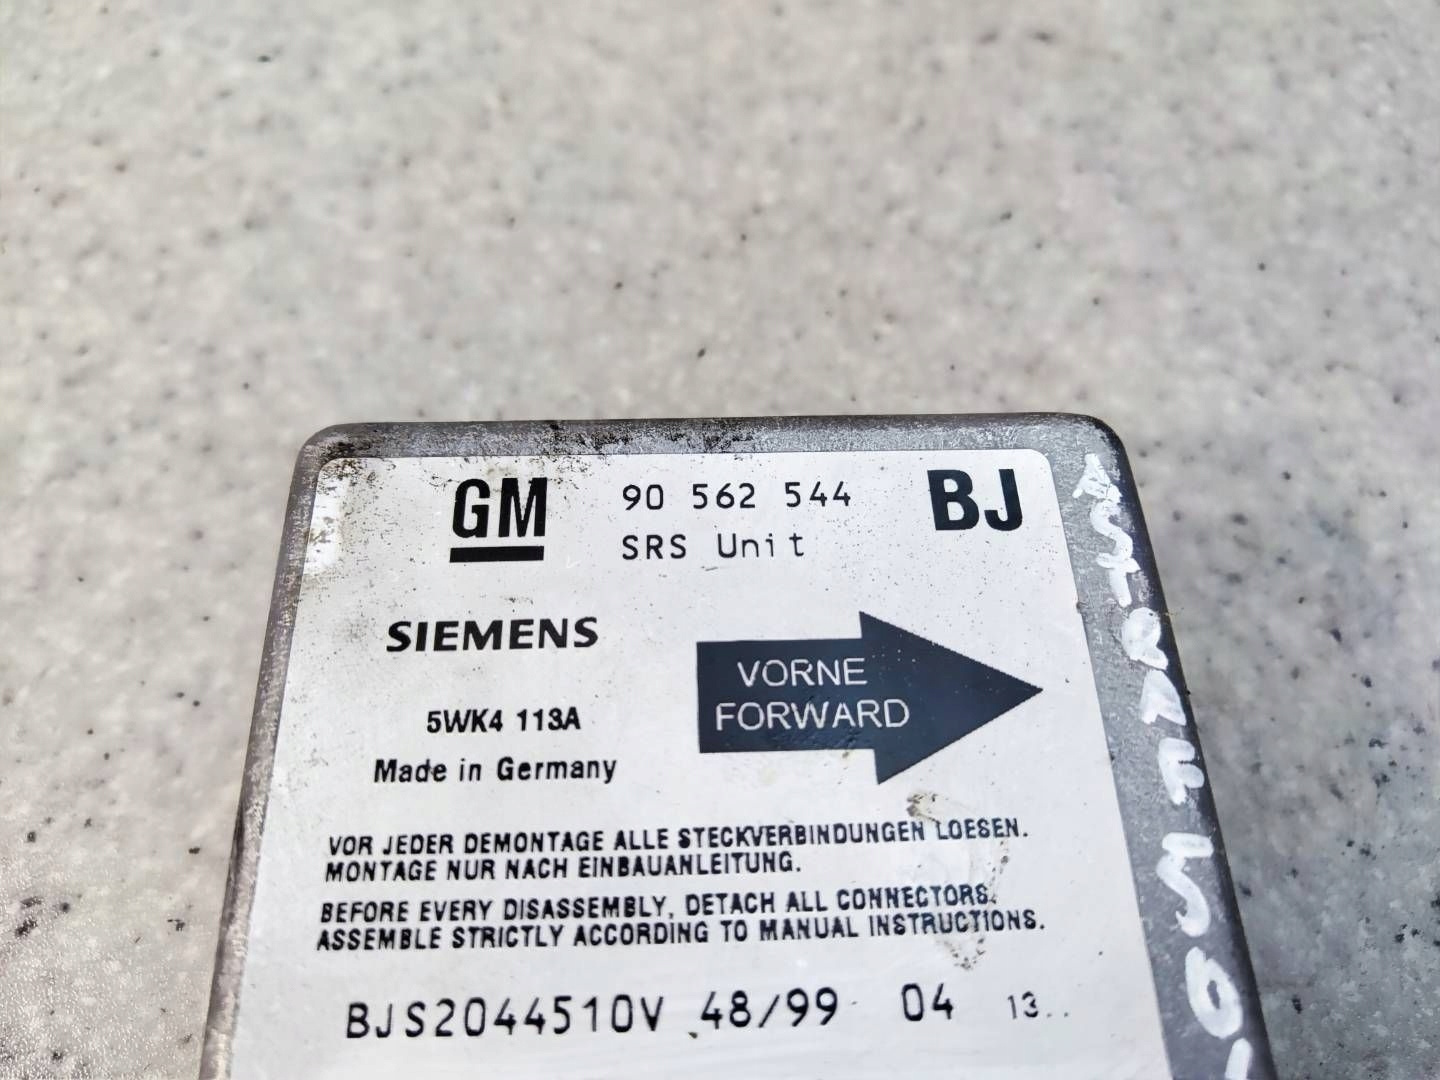 GM 90 562 544 BJ
SRS Unit
SIEMENS
VORNE
FORWARD
5WK4 113A
Made in Germany
VOR JEDER DEMONTAGE ALLE STECKVERBINDUNGEN LOESEN.
MONTAGE NUR NACH EINBAUANLEITUNG.
BEFORE EVERY DISASSEMBLY, DETACH ALL CONNECTORS.
ASSEMBLE STRICTLY ACCORDING TO MANUAL INSTRUCTIONS.
BJS2044510V 48/99 04 13..